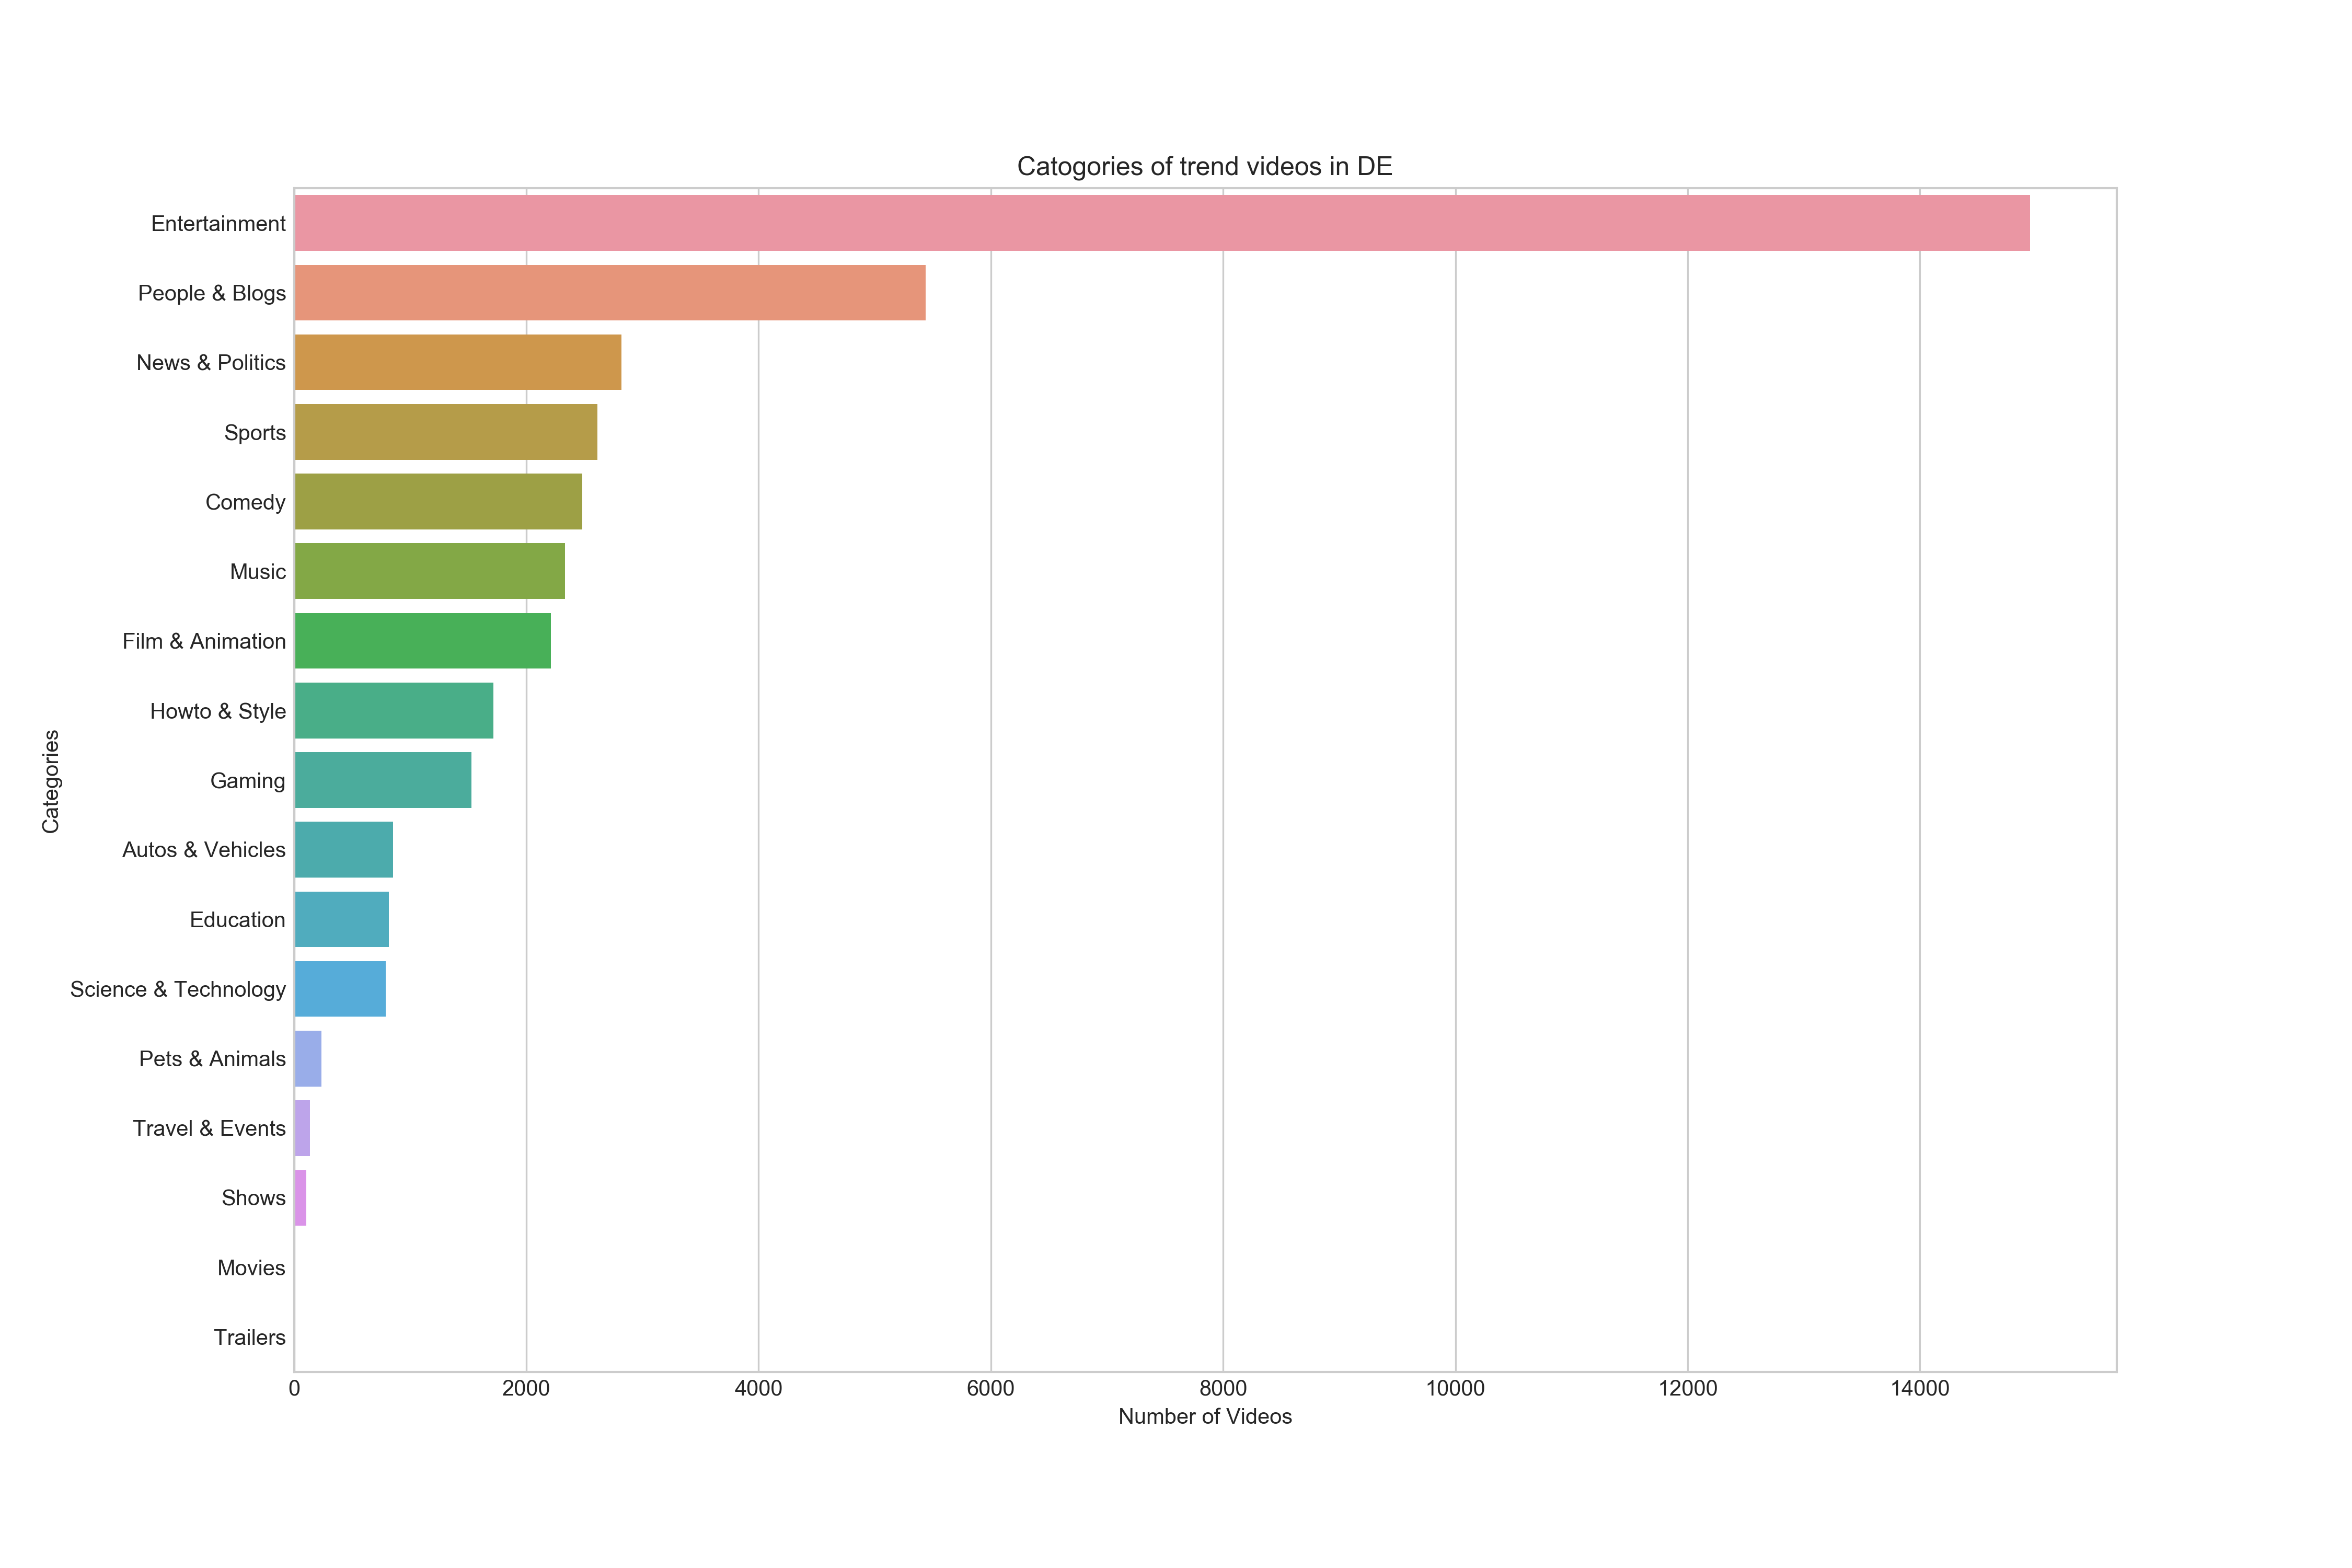 Catogories of trend videos in DE
Entertainment
People & Blogs
News & Politics
Sports
Comedy
Music
Film & Animation
Howto & Style
Gaming
Autos & Vehicles
Education
Science & Technology
Pets & Animals
Travel & Events
Shows
Movies
Trailers
Categories
0 2000 4000 6000 8000 10000 12000 14000
Number of Videos